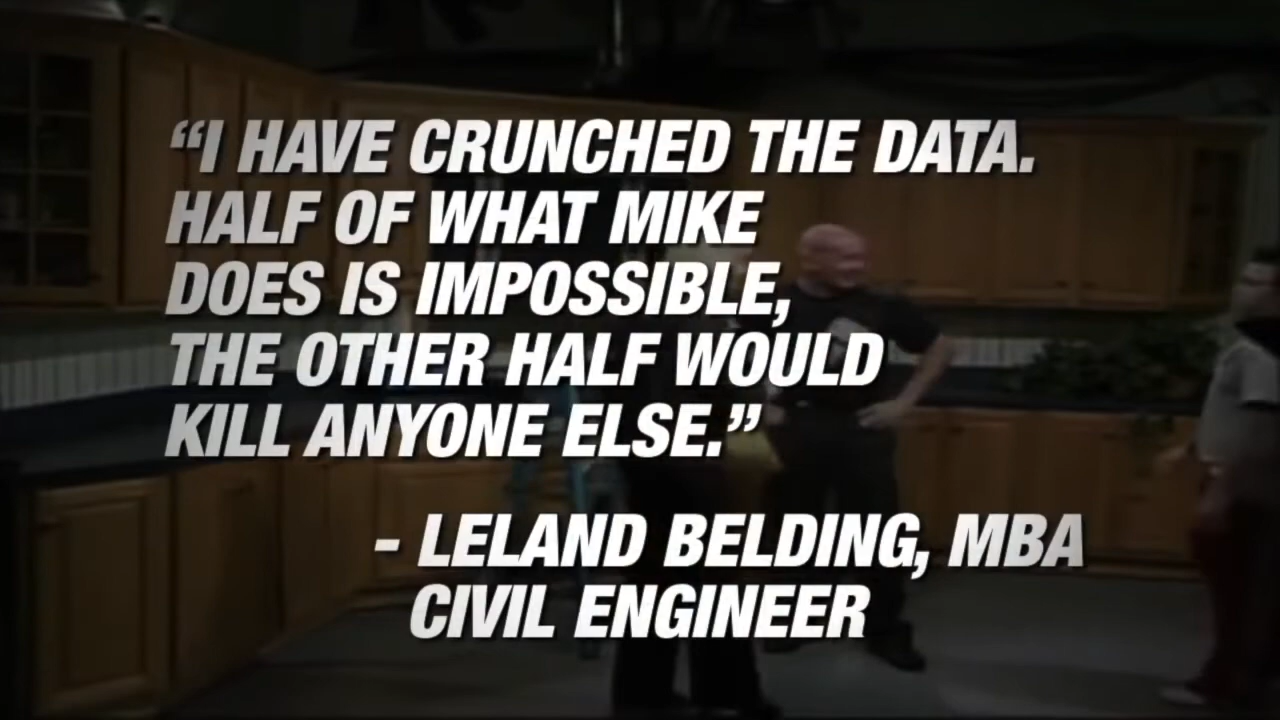 “I HAVE CRUNCHED THE DATA.
HALF OF WHAT MIKE
DOES IS IMPOSSIBLE,
THE OTHER HALF WOULD
KILL ANYONE ELSE.”
- LELAND BELDING, MBA
CIVIL ENGINEER